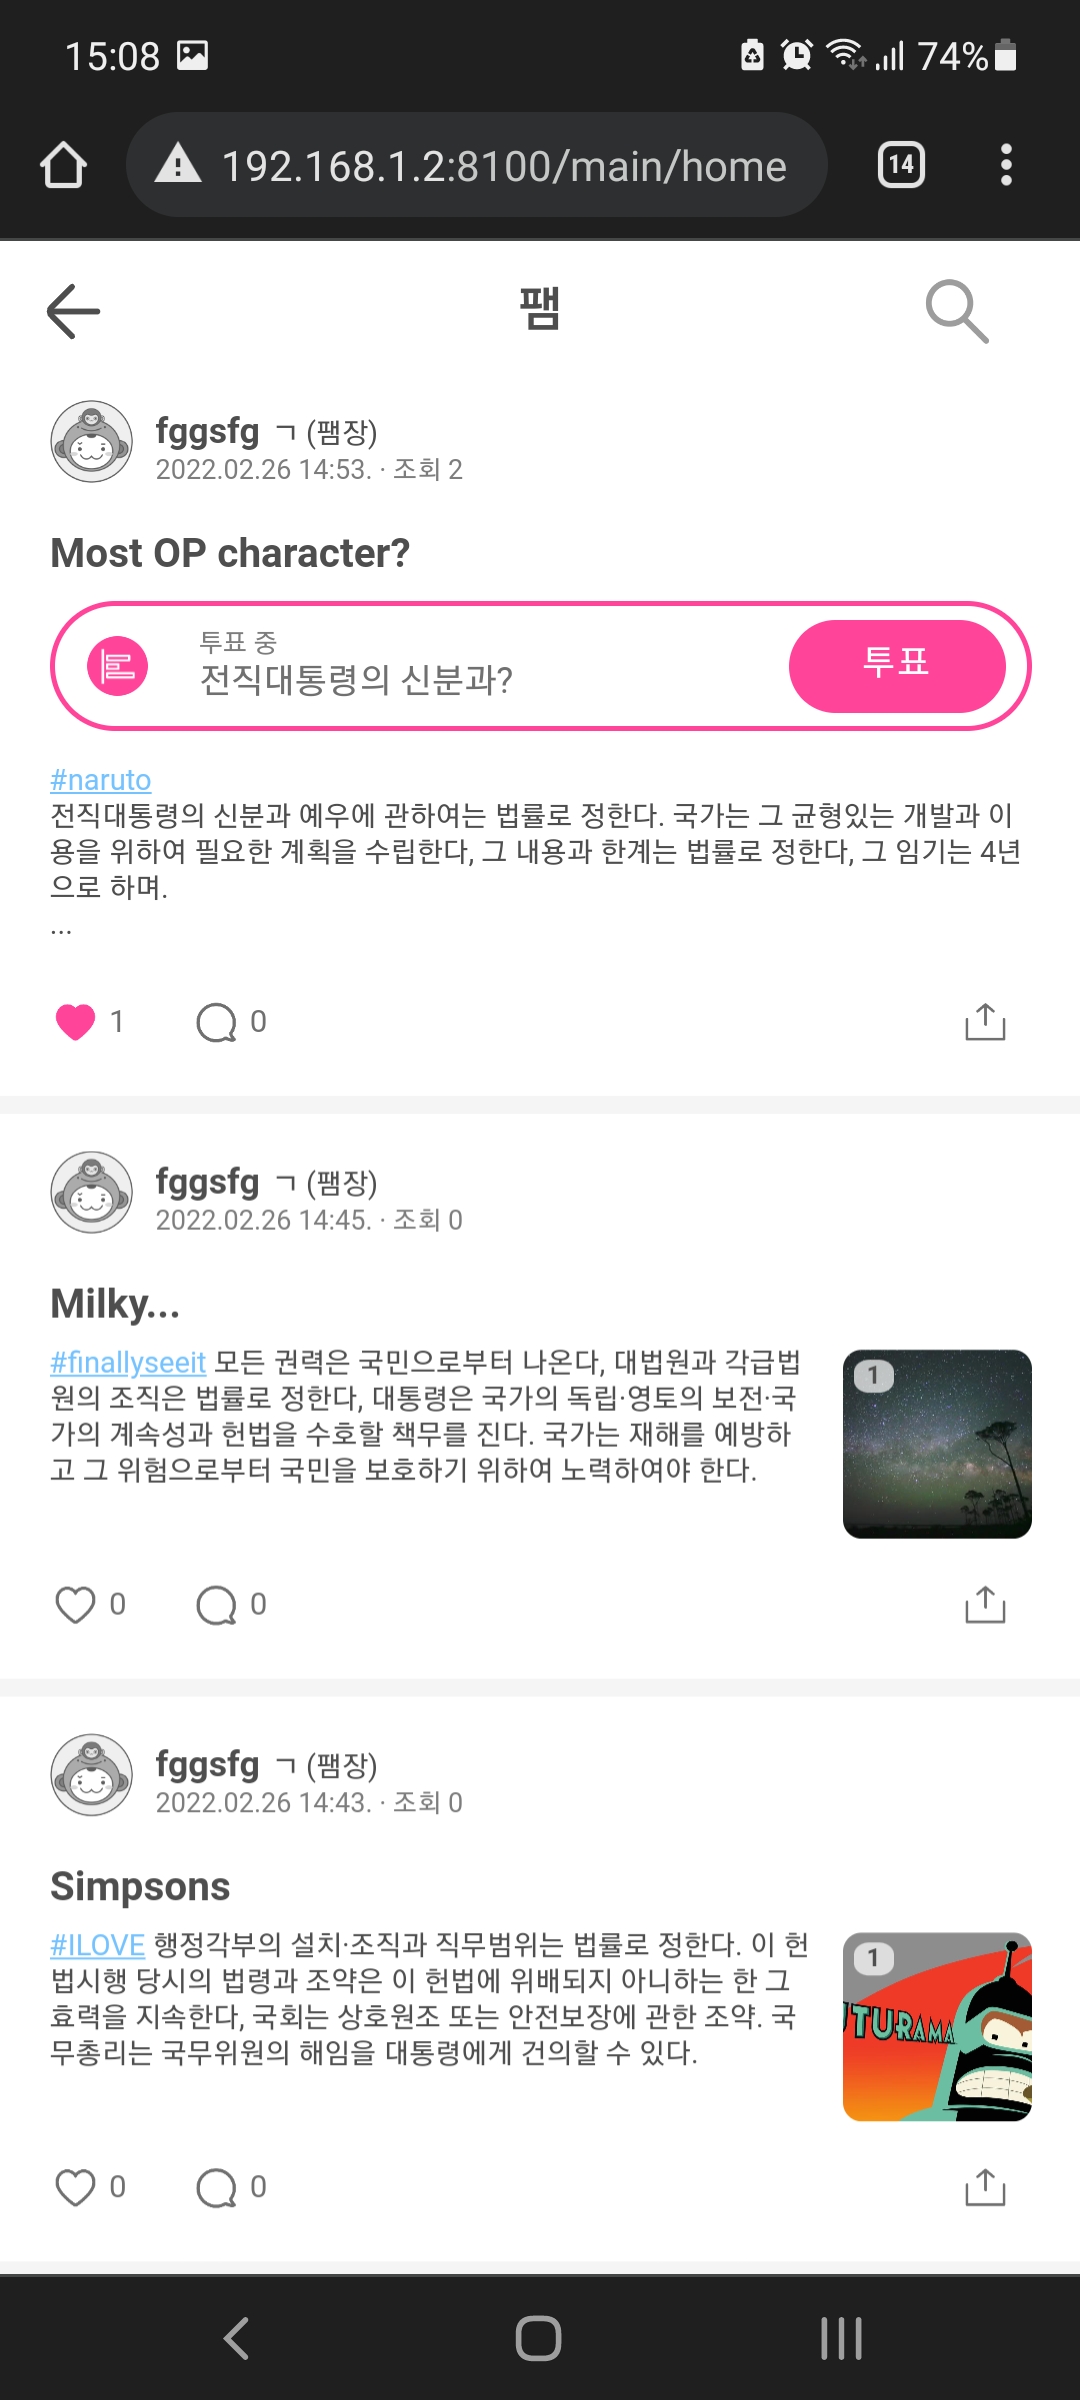 15:08
74%
192.168.1.2:8100/main/home
14
팸
fggsfg ㄱ (팸장)
2022.02.26 14:53. · 조회 2
Most OP character?
투표 중
전직대통령의 신분과?
투표
#naruto
전직대통령의 신분과 예우에 관하여는 법률로 정한다. 국가는 그 균형있는 개발과 이
용을 위하여 필요한 계획을 수립한다, 그 내용과 한계는 법률로 정한다, 그 임기는 4년
으로 하며.
...
1
0
fggsfg ㄱ (팸장)
2022.02.26 14:45. · 조회 0
Milky...
#finallyseeit 모든 권력은 국민으로부터 나온다, 대법원과 각급법
원의 조직은 법률로 정한다, 대통령은 국가의 독립·영토의 보전·국
가의 계속성과 헌법을 수호할 책무를 진다. 국가는 재해를 예방하
고 그 위험으로부터 국민을 보호하기 위하여 노력하여야 한다.
1
0
0
fggsfg ㄱ (팸장)
2022.02.26 14:43. · 조회 0
Simpsons
#ILOVE 행정각부의 설치·조직과 직무범위는 법률로 정한다. 이 헌
법시행 당시의 법령과 조약은 이 헌법에 위배되지 아니하는 한 그
효력을 지속한다, 국회는 상호원조 또는 안전보장에 관한 조약. 국
무총리는 국무위원의 해임을 대통령에게 건의할 수 있다.
1
UTURAMA
0
0